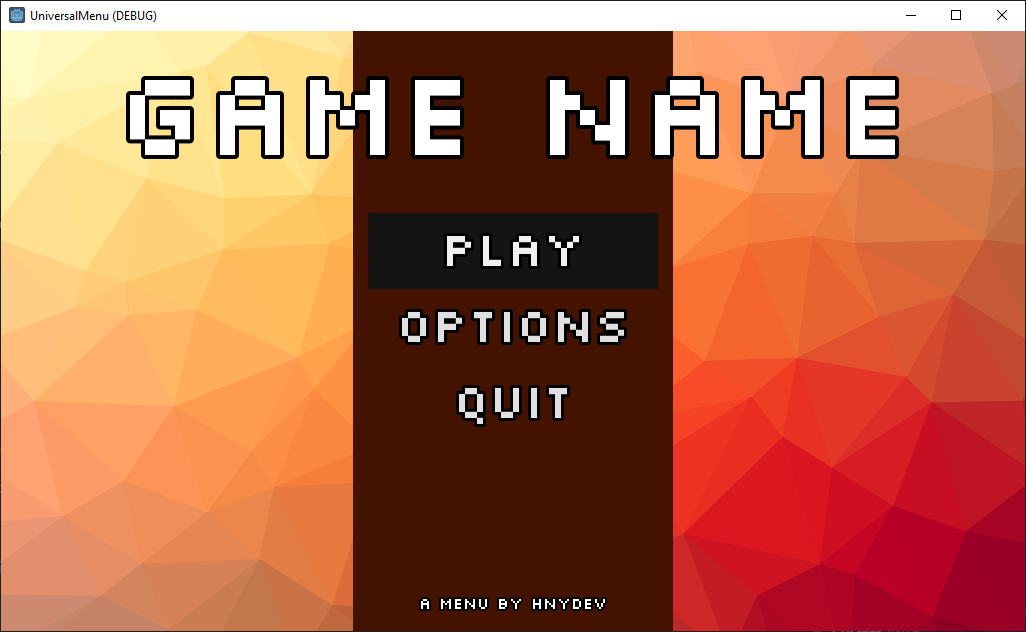 UniversalMenu (DEBUG)
GAME NAME
PLAY
OPTIONS
QUIT
A MENU BY HNYDEV